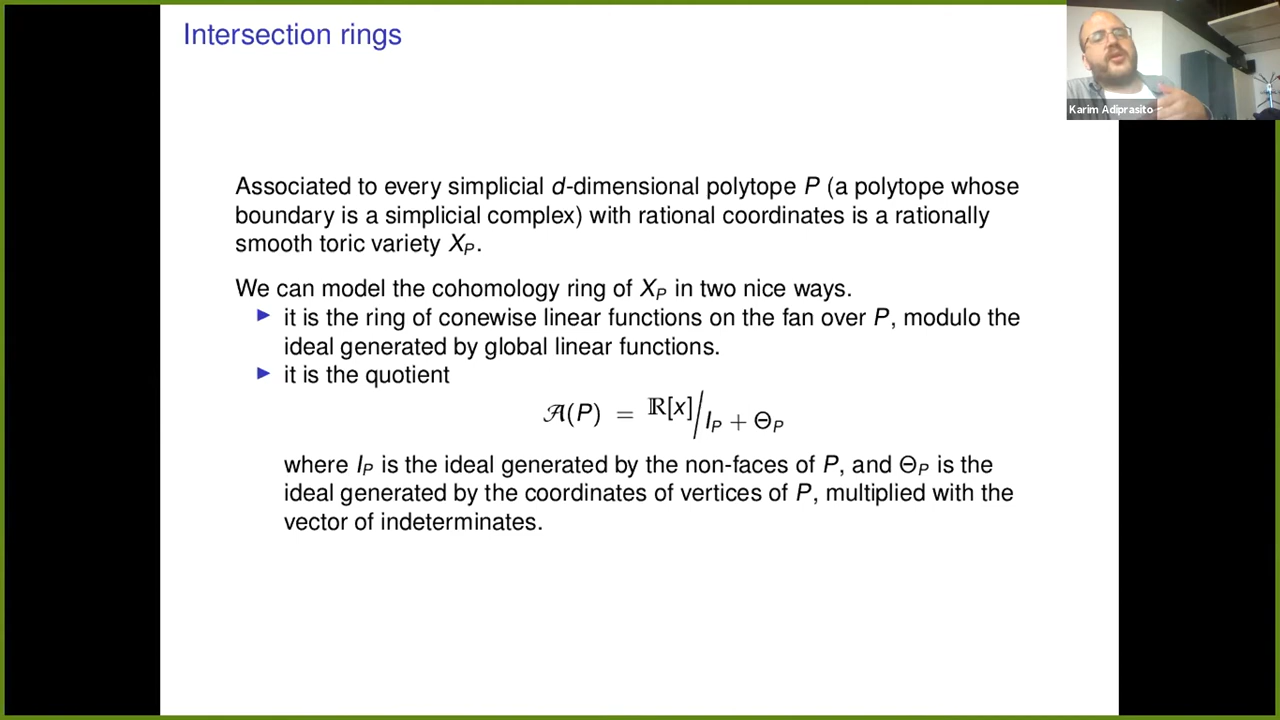 Intersection rings
Karim Adiprasito
Associated to every simplicial d-dimensional polytope P (a polytope whose
boundary is a simplicial complex) with rational coordinates is a rationally
smooth toric variety X_P.
We can model the cohomology ring of X_P in two nice ways.
▶ it is the ring of conewise linear functions on the fan over P, modulo the
ideal generated by global linear functions.
▶ it is the quotient
𝒜(P) = ℝ[x]/I_P + Θ_P
where I_P is the ideal generated by the non-faces of P, and Θ_P is the
ideal generated by the coordinates of vertices of P, multiplied with the
vector of indeterminates.